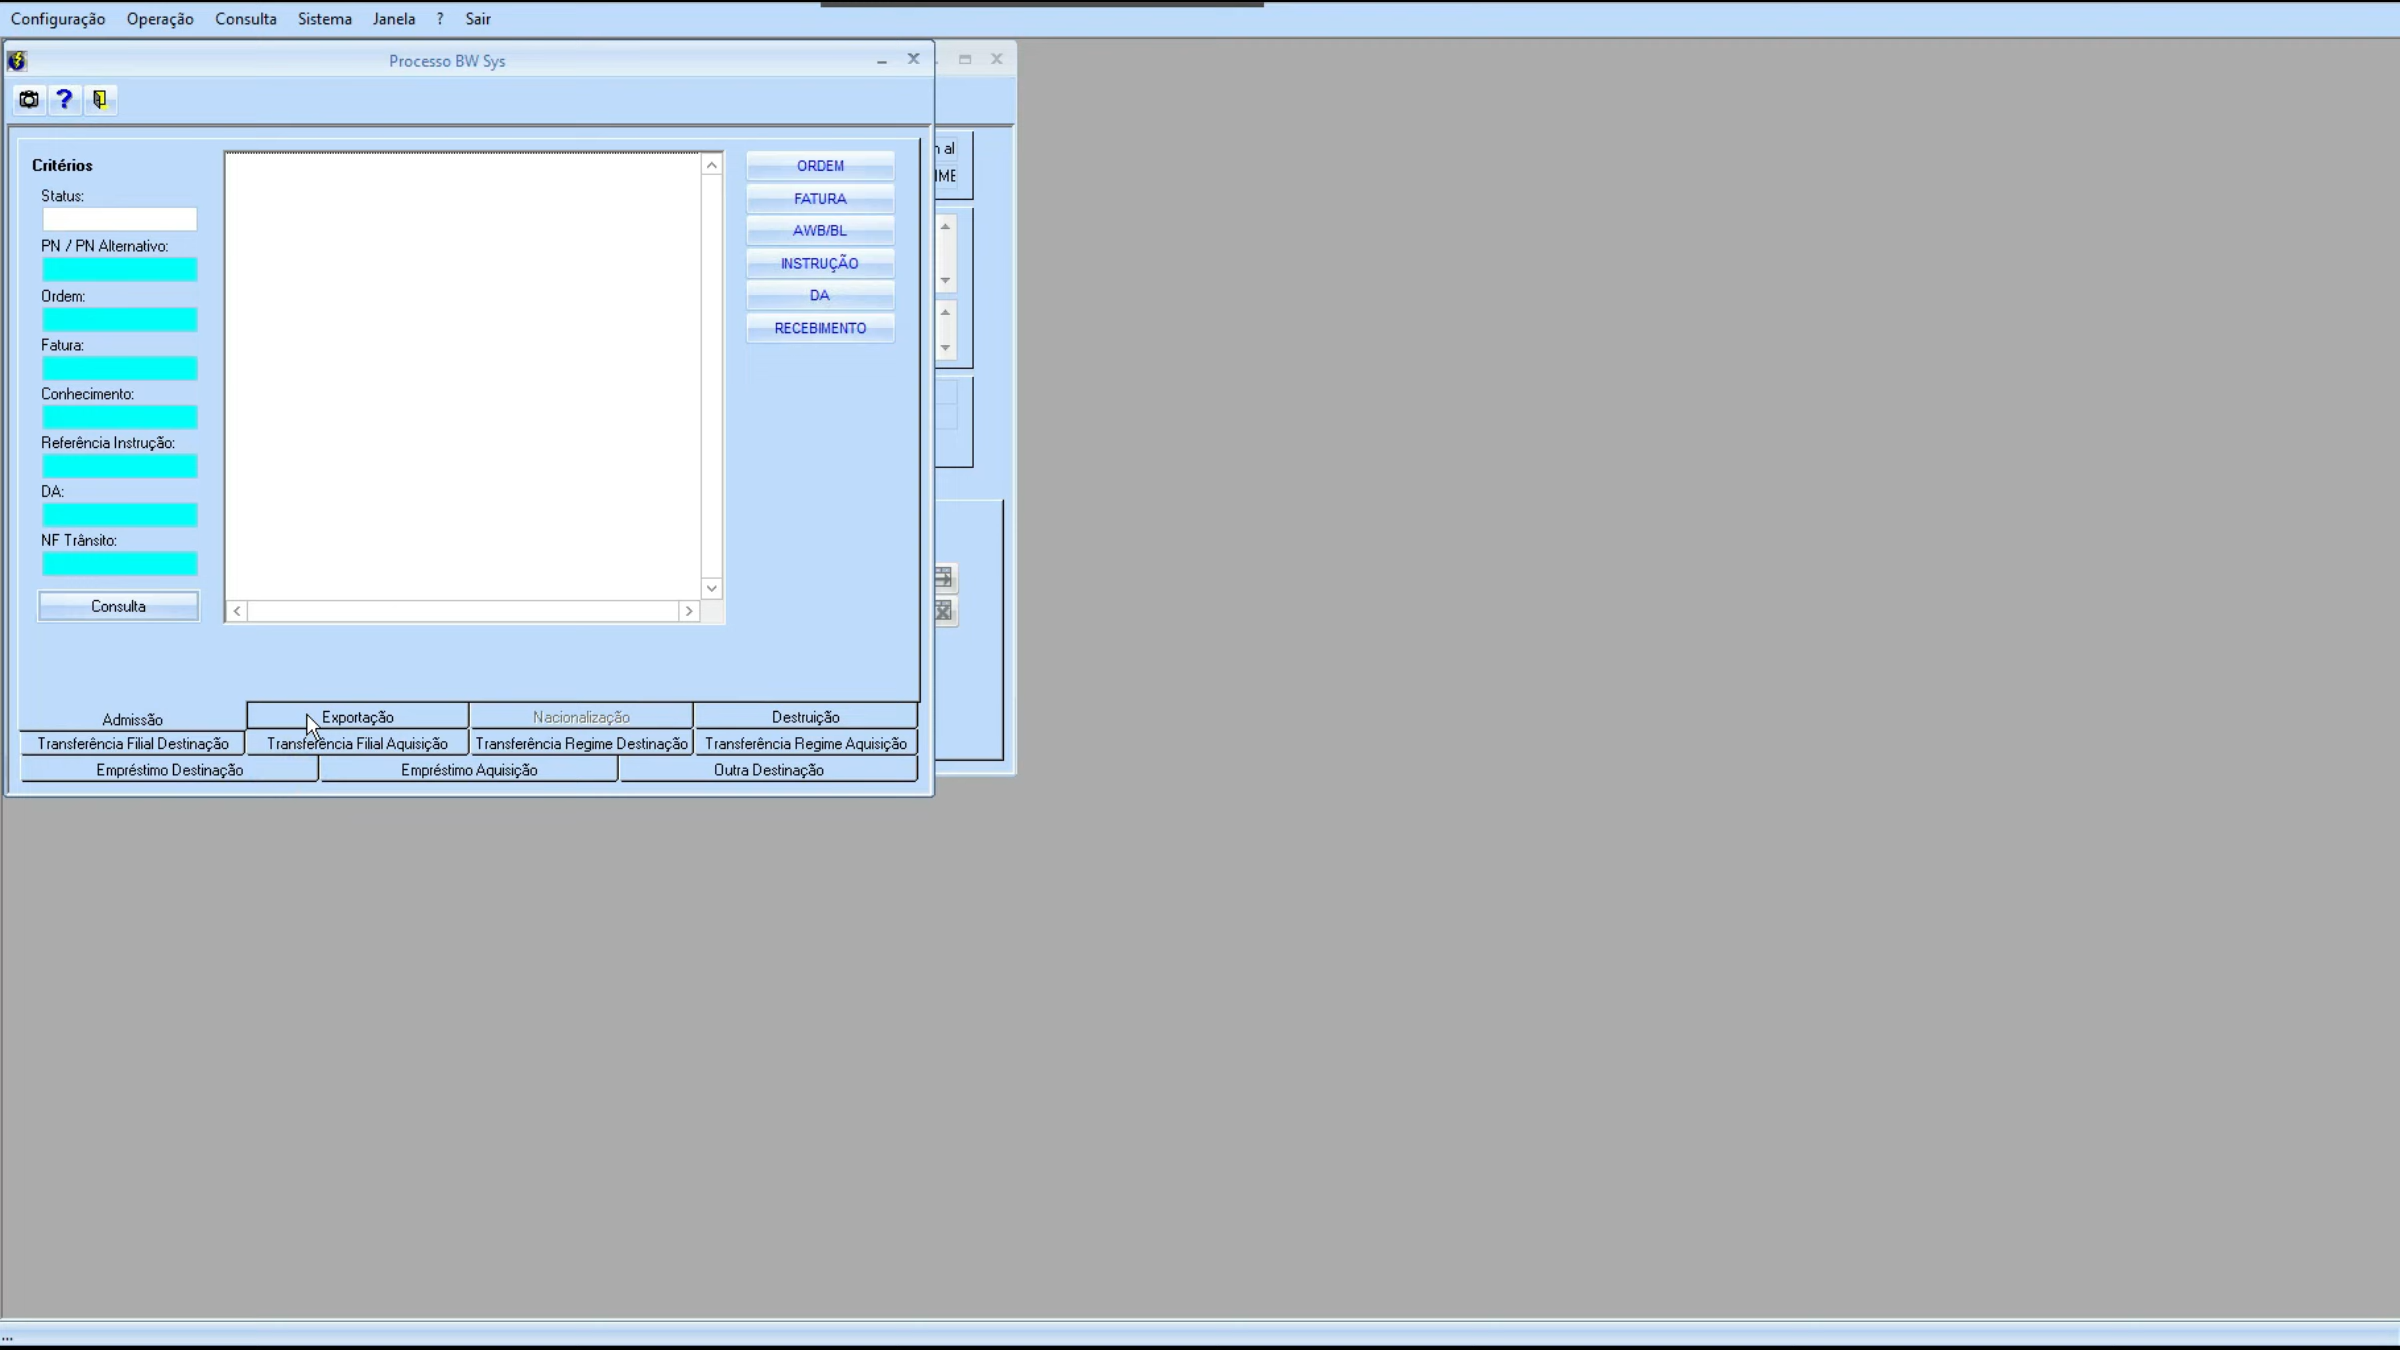 Configuração Operação Consulta Sistema Janela ? Sair
Processo BW Sys
Critérios
Status:
PN / PN Alternativo:
Ordem:
Fatura:
Conhecimento:
Referência Instrução:
DA:
NF Trânsito:
Consulta
ORDEM
FATURA
AWB/BL
INSTRUÇÃO
DA
RECEBIMENTO
al
IME
Admissão Exportação Nacionalização Destruição
Transferência Filial Destinação Transferência Filial Aquisição Transferência Regime Destinação Transferência Regime Aquisição
Empréstimo Destinação Empréstimo Aquisição Outra Destinação
...